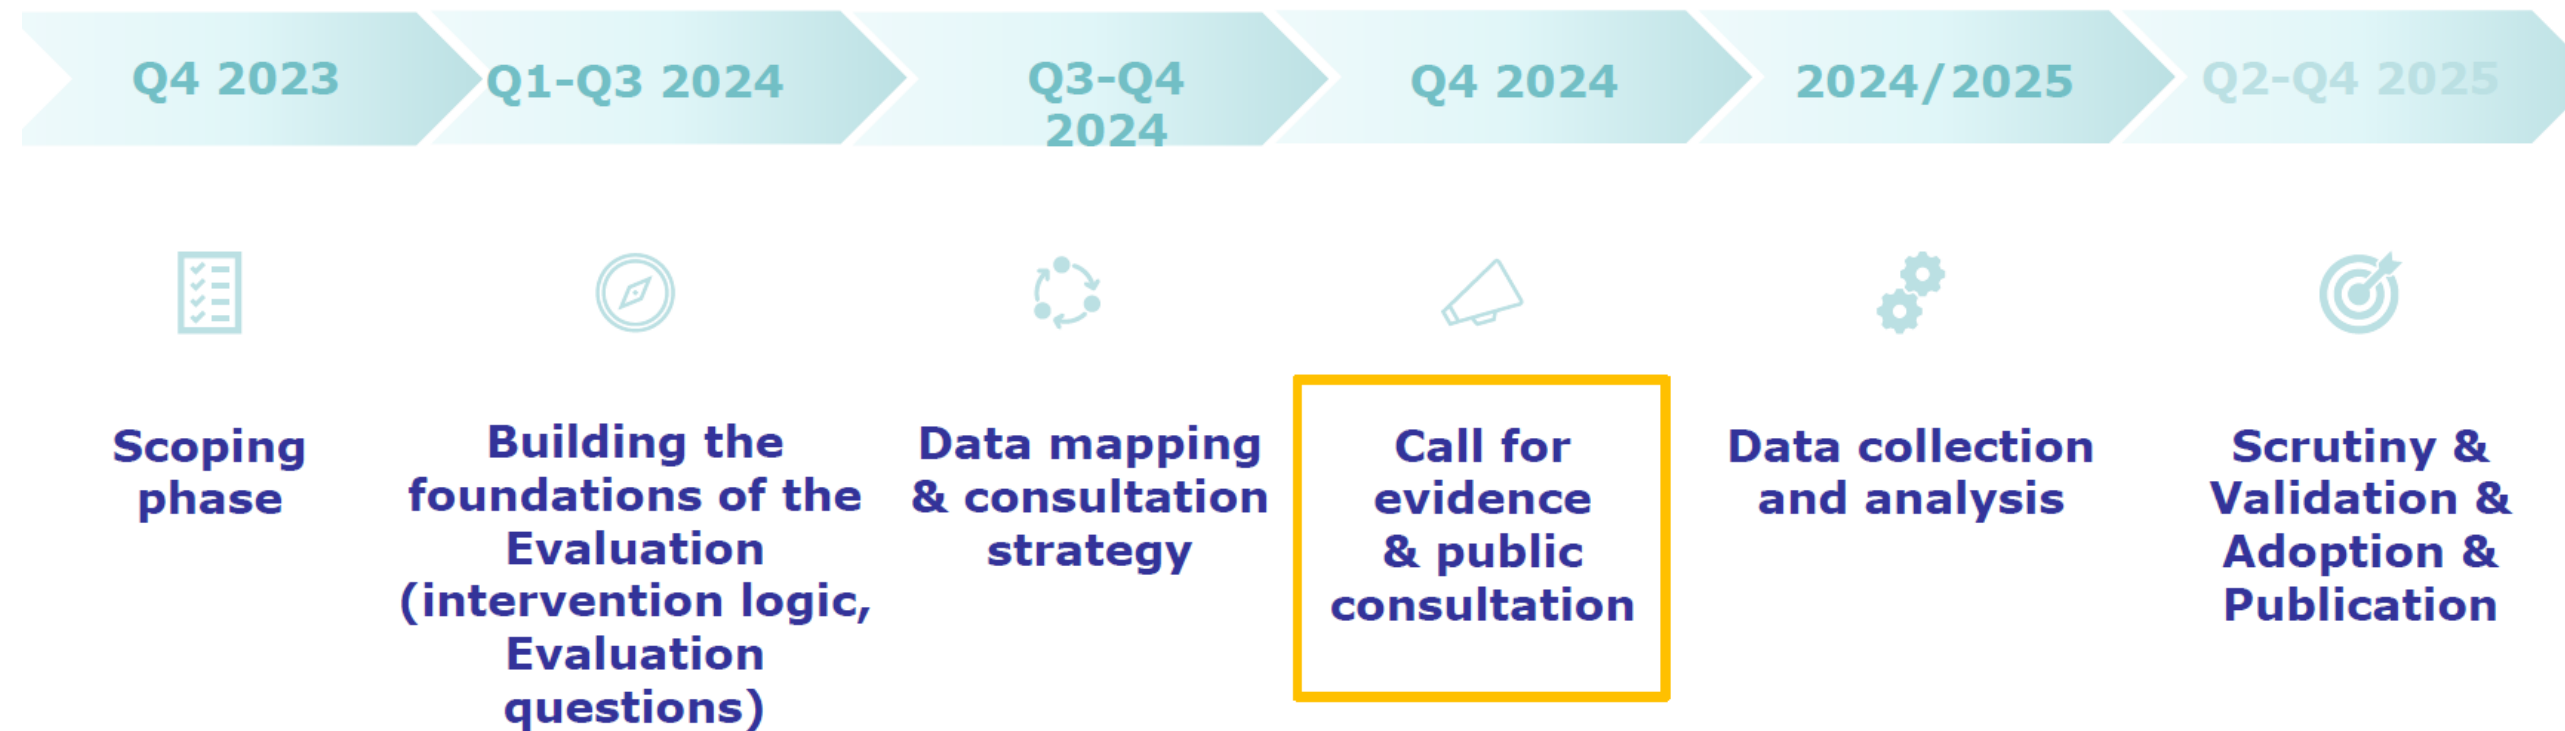 Q4 2023
Q1-Q3 2024
Q3-Q4
2024
Q4 2024
2024/2025
Q2-Q4 2025
Scoping
phase
Building the
foundations of the
Evaluation
(intervention logic,
Evaluation
questions)
Data mapping
& consultation
strategy
Call for
evidence
& public
consultation
Data collection
and analysis
Scrutiny &
Validation &
Adoption &
Publication